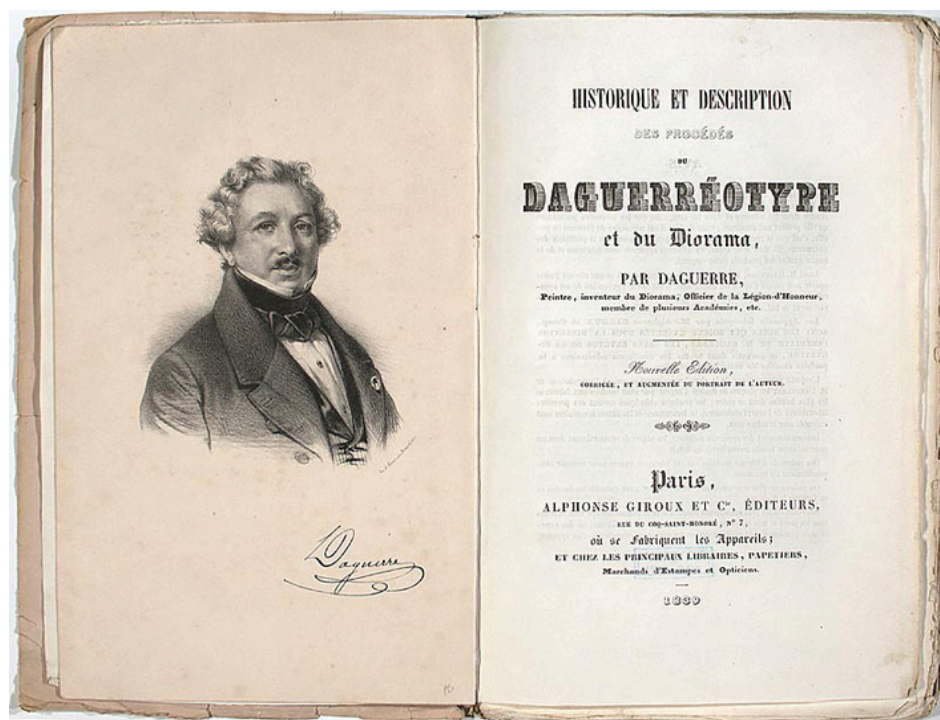 Daguerre
HISTORIQUE ET DESCRIPTION
DES PROCÉDÉS
DU
DAGUERRÉOTYPE
et du Diorama,
PAR DAGUERRE,
Peintre, inventeur du Diorama, Officier de la Légion-d'Honneur,
membre de plusieurs Académies, etc.
Nouvelle Edition,
CORRIGÉE, ET AUGMENTÉE DU PORTRAIT DE L'AUTEUR.
Paris,
ALPHONSE GIROUX ET Cie, ÉDITEURS,
RUE DU COQ-SAINT-HONORÉ, N° 7,
où se Fabriquent les Appareils;
ET CHEZ LES PRINCIPAUX LIBRAIRES, PAPETIERS,
Marchands d'Estampes et Opticiens.
1839